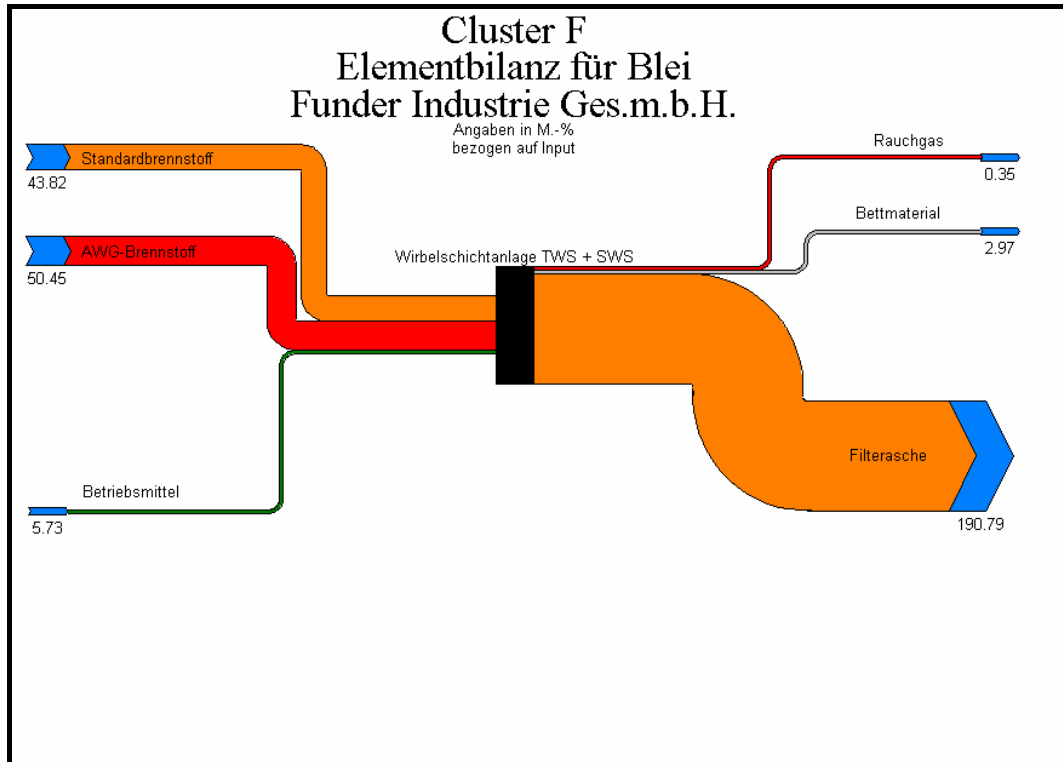 Cluster F
Elementbilanz für Blei
Funder Industrie Ges.m.b.H.
Angaben in M.-%
bezogen auf Input
Standardbrennstoff
43.82
AWG-Brennstoff
50.45
Betriebsmittel
5.73
Wirbelschichtanlage TWS + SWS
Rauchgas
0.35
Bettmaterial
2.97
Filterasche
190.79